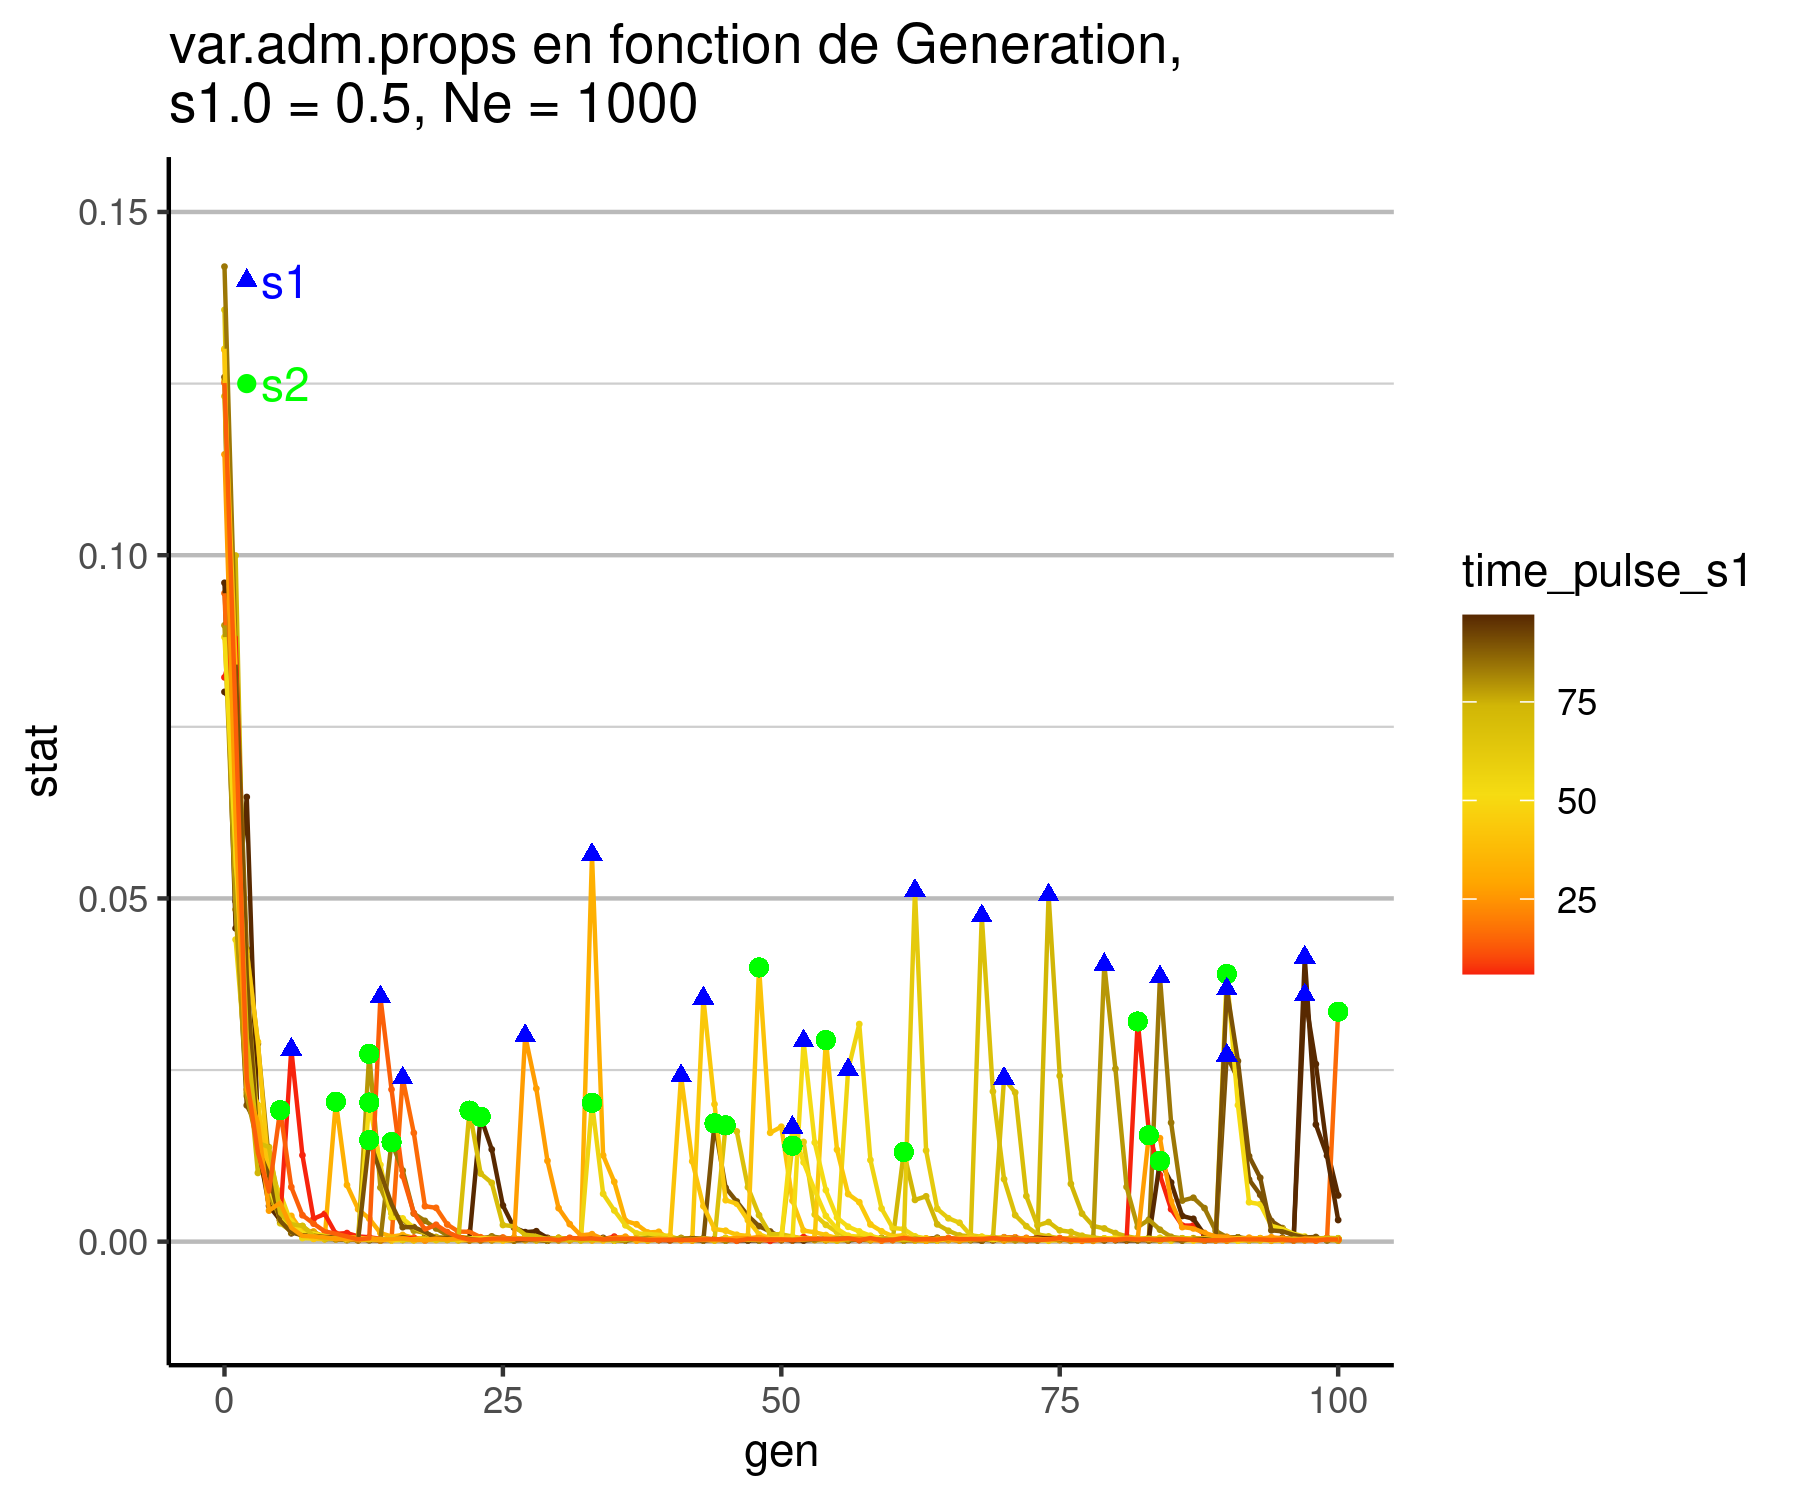 var.adm.props en fonction de Generation,
s1.0 = 0.5, Ne = 1000
0.15
0.10
0.05
0.00
stat
s1
s2
0
25
50
75
100
gen
time_pulse_s1
75
50
25